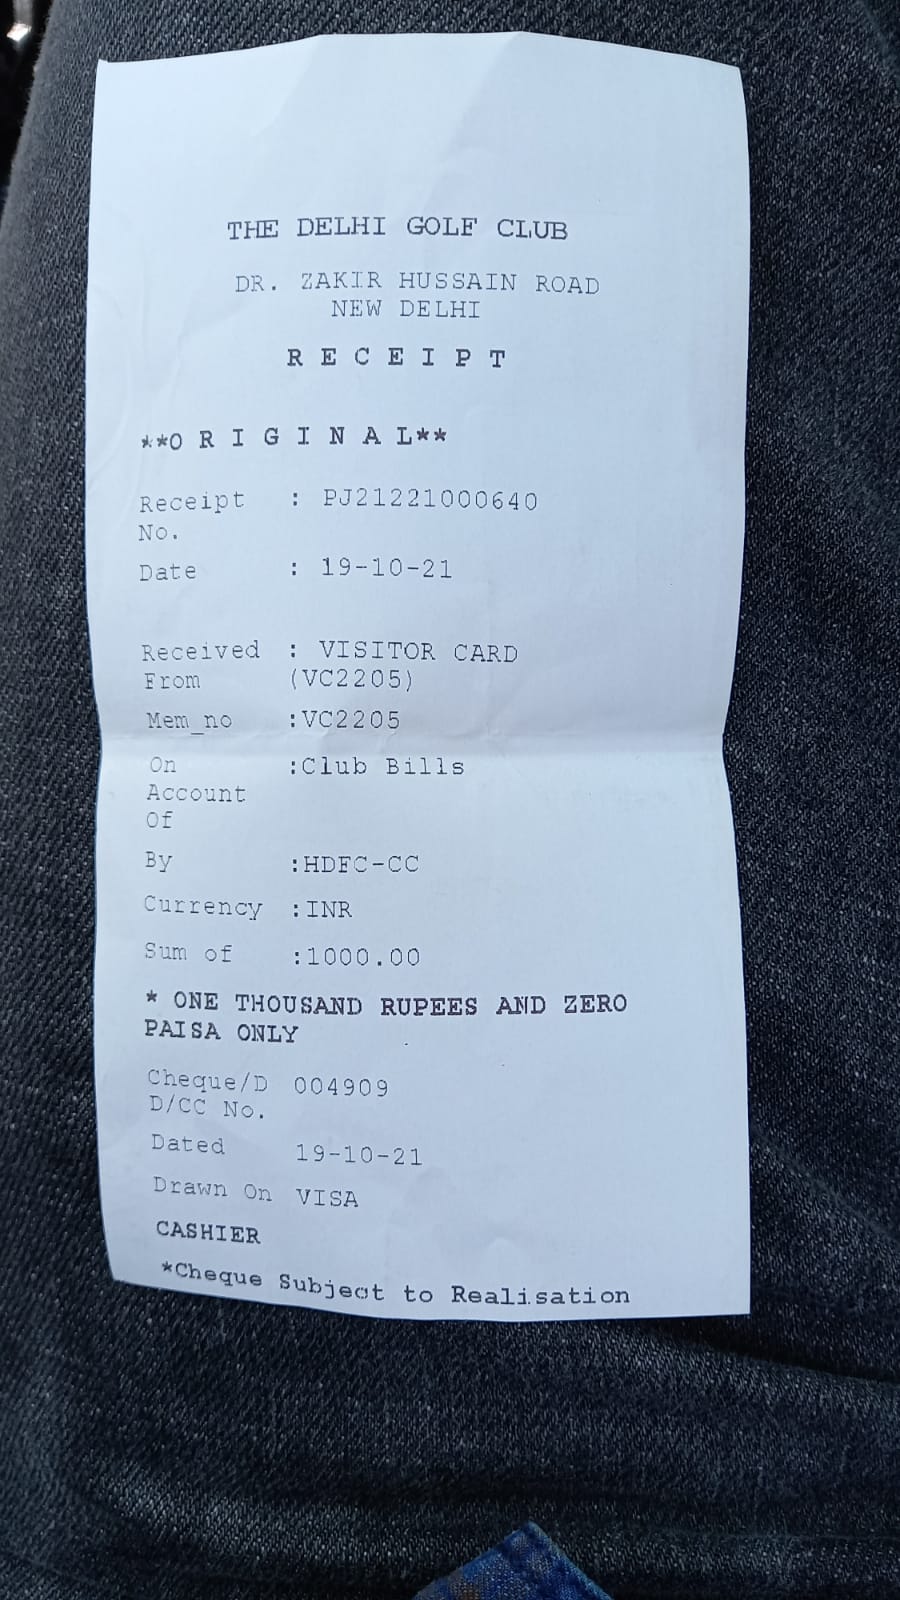 THE DELHI GOLF CLUB
DR. ZAKIR HUSSAIN ROAD
NEW DELHI
R E C E I P T
**O R I G I N A L**
Receipt : PJ21221000640
No.
Date : 19-10-21
Received : VISITOR CARD
From (VC2205)
Mem_no :VC2205
On :Club Bills
Account
Of
By :HDFC-CC
Currency :INR
Sum of :1000.00
* ONE THOUSAND RUPEES AND ZERO
PAISA ONLY
Cheque/D 004909
D/CC No.
Dated 19-10-21
Drawn On VISA
CASHIER
*Cheque Subject to Realisation